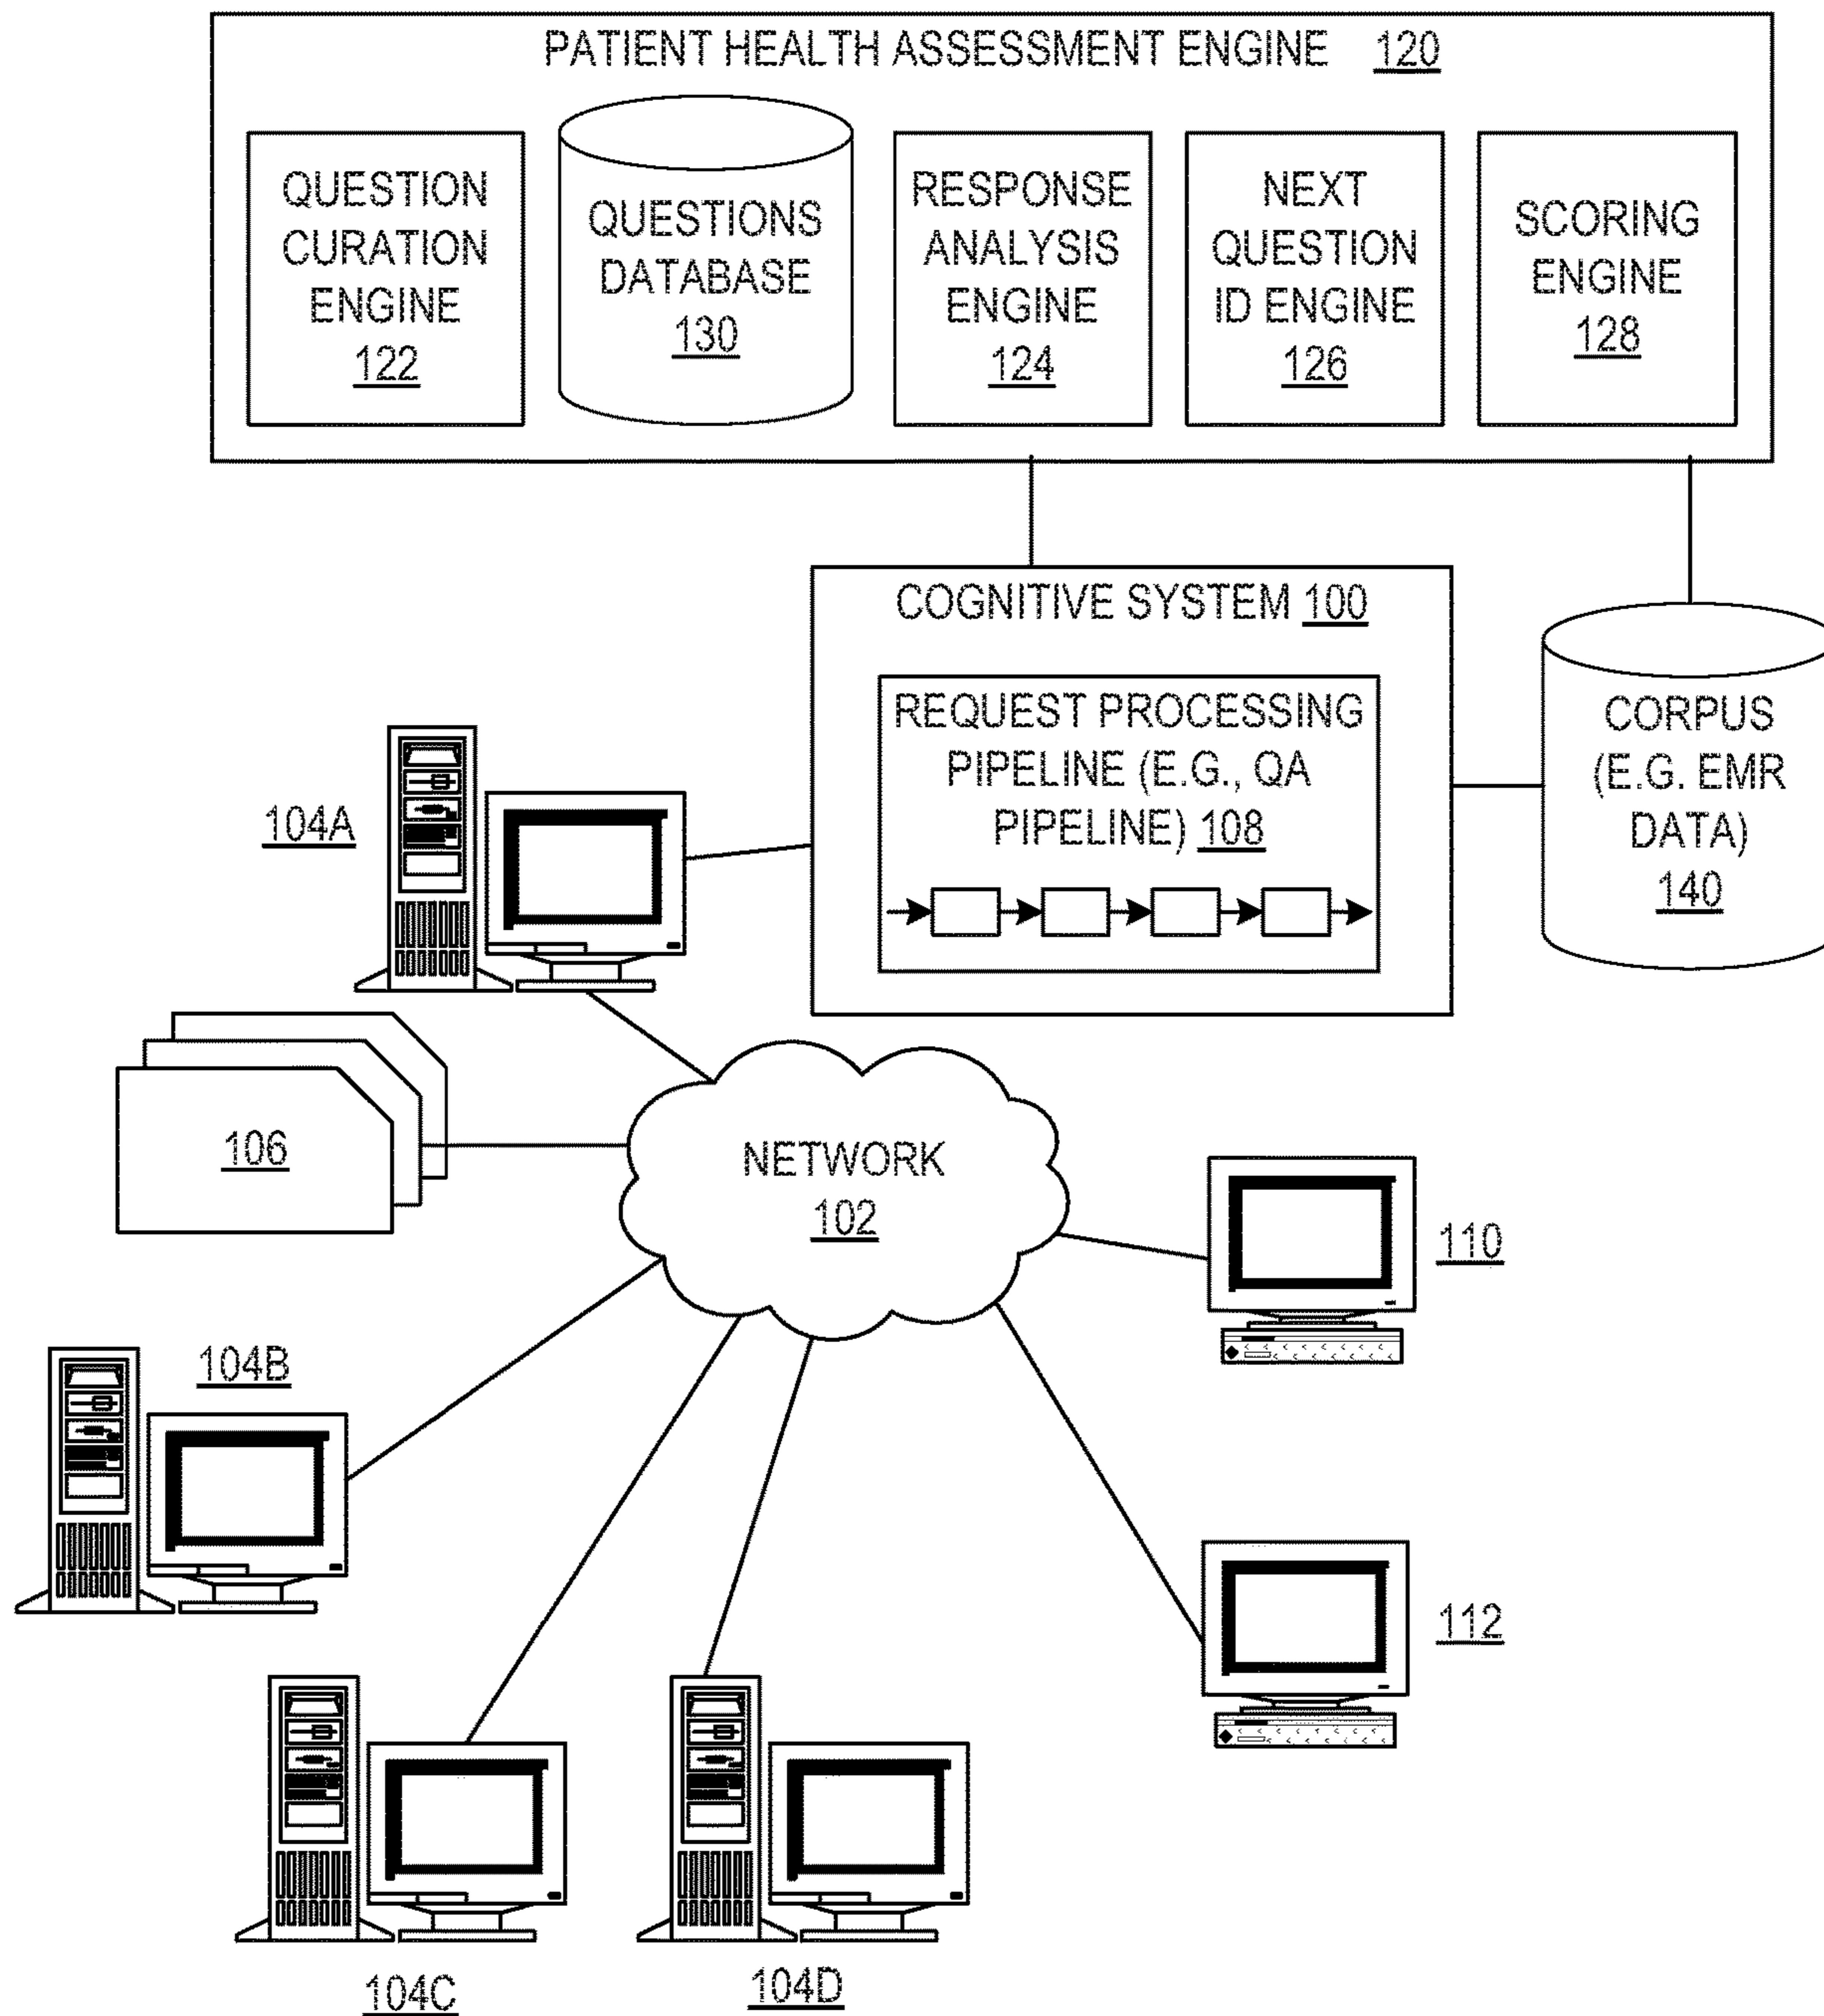 PATIENT HEALTH ASSESSMENT ENGINE 120
QUESTION
CURATION
ENGINE
122
QUESTIONS
DATABASE
130
RESPONSE
ANALYSIS
ENGINE
124
NEXT
QUESTION
ID ENGINE
126
SCORING
ENGINE
128
COGNITIVE SYSTEM 100
REQUEST PROCESSING
PIPELINE (E.G., QA
PIPELINE) 108
CORPUS
(E.G. EMR
DATA)
140
104A
106
NETWORK
102
110
104B
112
104C
104D